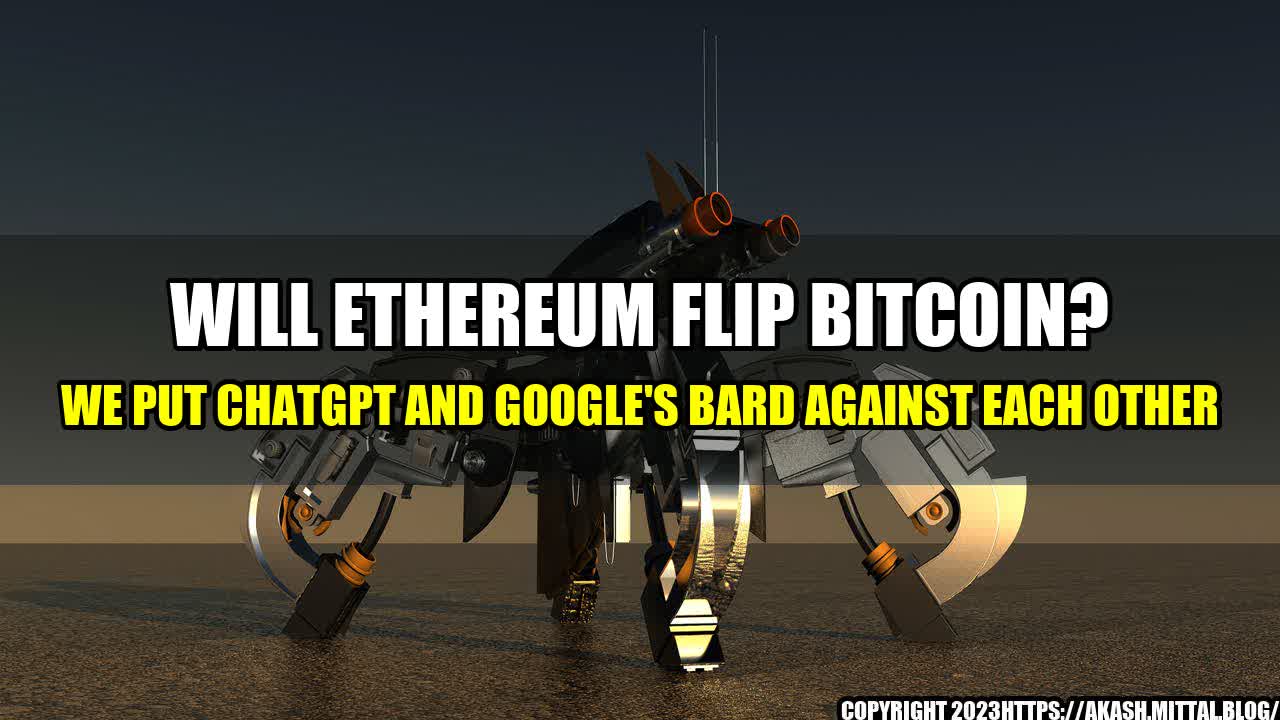 WILL ETHEREUM FLIP BITCOIN?
WE PUT CHATGPT AND GOOGLE'S BARD AGAINST EACH OTHER
COPYRIGHT 2023HTTPS://AKASH.MITTAL.BLOG/